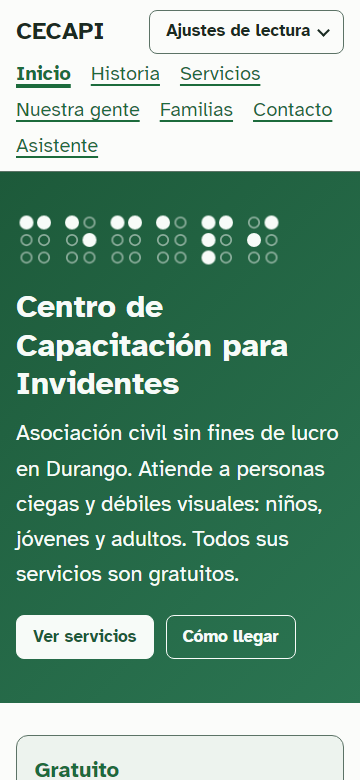 CECAPI
Ajustes de lectura
Inicio Historia Servicios
Nuestra gente Familias Contacto
Asistente
⠉⠑⠉⠁⠏⠊
Centro de
Capacitación para
Invidentes
Asociación civil sin fines de lucro
en Durango. Atiende a personas
ciegas y débiles visuales: niños,
jóvenes y adultos. Todos sus
servicios son gratuitos.
Ver servicios Cómo llegar
Gratuito